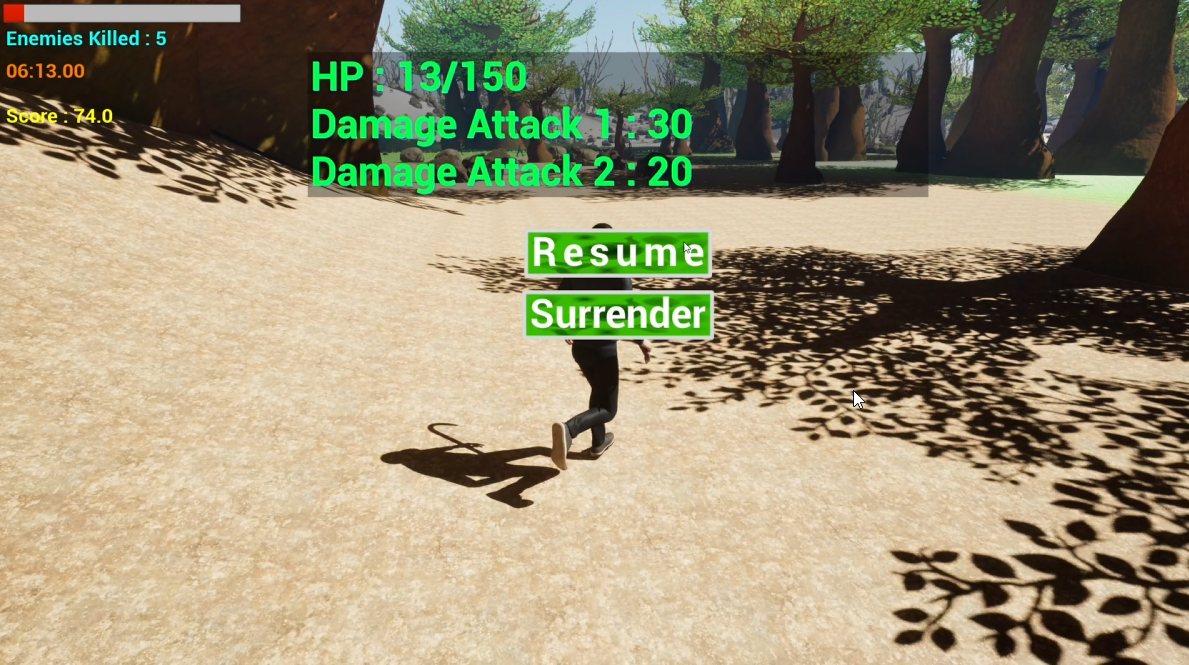 Enemies Killed : 5
06:13.00
Score : 74.0
HP : 13/150
Damage Attack 1 : 30
Damage Attack 2 : 20
Resume
Surrender